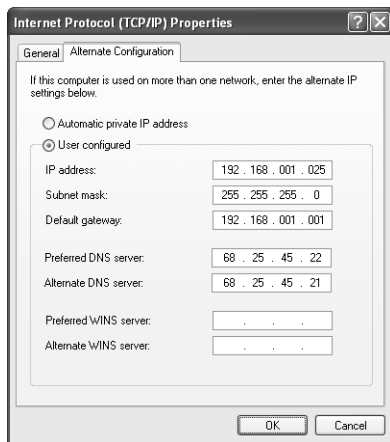 Internet Protocol (TCP/IP) Properties
General Alternate Configuration
If this computer is used on more than one network, enter the alternate IP
settings below.
Automatic private IP address
User configured
IP address: 192 . 168 . 001 . 025
Subnet mask: 255 . 255 . 255 . 0
Default gateway: 192 . 168 . 001 . 001
Preferred DNS server: 68 . 25 . 45 . 22
Alternate DNS server: 68 . 25 . 45 . 21
Preferred WINS server: . . .
Alternate WINS server: . . .
OK Cancel